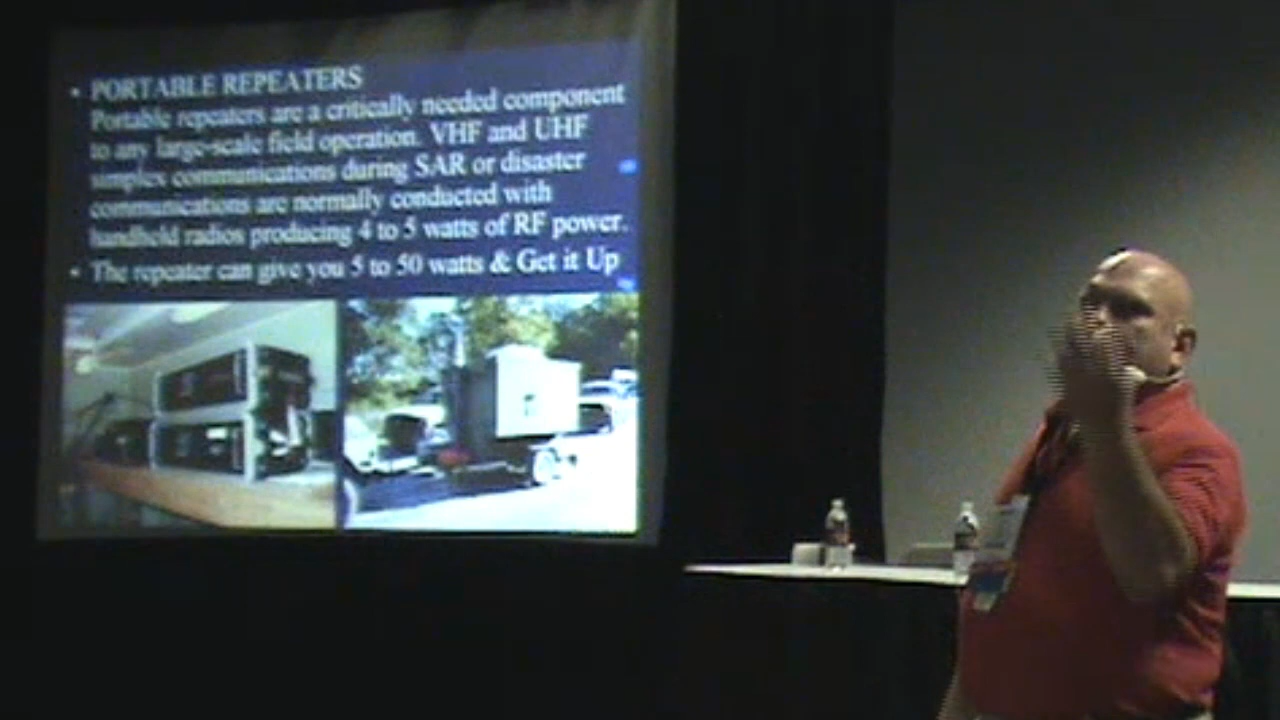 • PORTABLE REPEATERS
Portable repeaters are a critically needed component
to any large-scale field operation. VHF and UHF
simplex communications during SAR or disaster
communications are normally conducted with
handheld radios producing 4 to 5 watts of RF power.
• The repeater can give you 5 to 50 watts & Get it Up